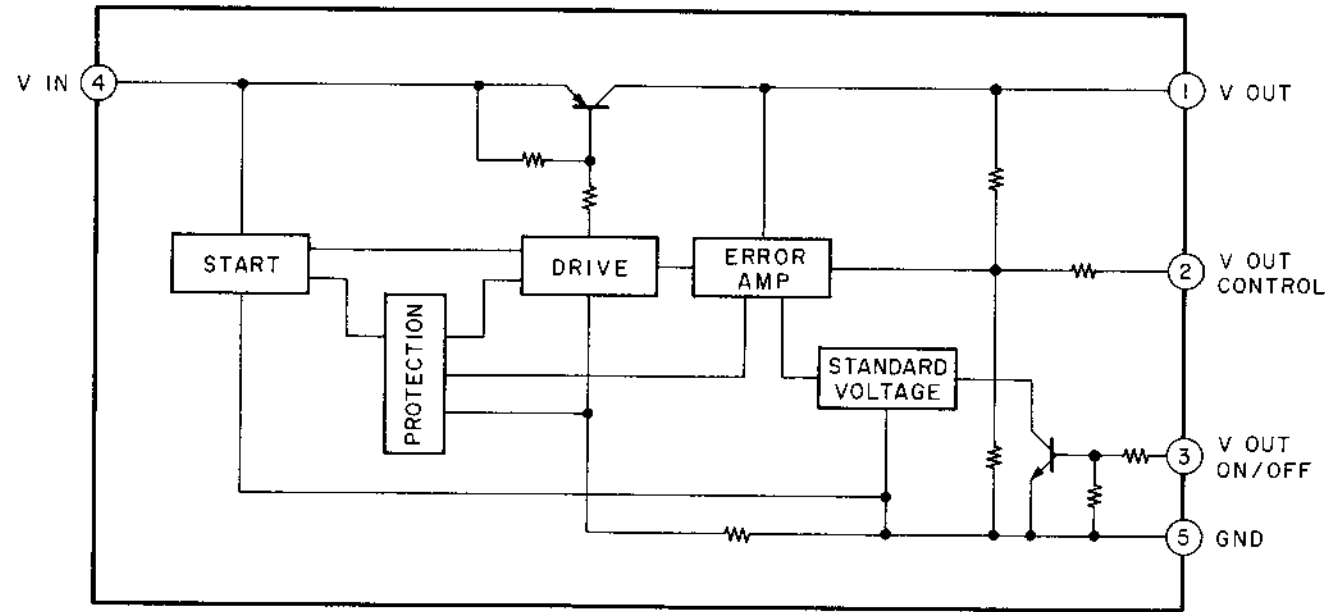 V IN 4
1 V OUT
START
DRIVE
ERROR
AMP
2 V OUT
CONTROL
PROTECTION
STANDARD
VOLTAGE
3 V OUT
ON/OFF
5 GND